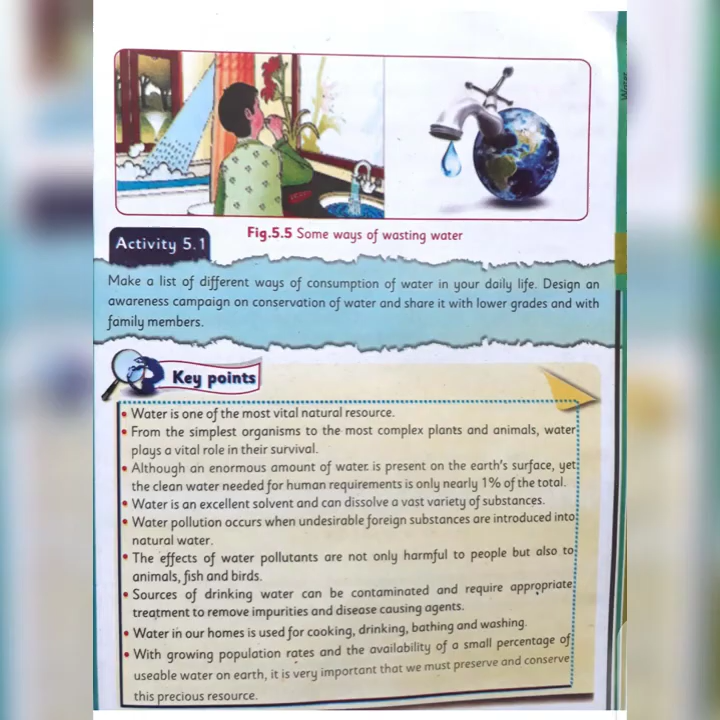 Water
Fig.5.5 Some ways of wasting water
Activity 5.1
Make a list of different ways of consumption of water in your daily life. Design an
awareness campaign on conservation of water and share it with lower grades and with
family members.
Key points
• Water is one of the most vital natural resource.
• From the simplest organisms to the most complex plants and animals, water
plays a vital role in their survival.
• Although an enormous amount of water is present on the earth's surface, yet
the clean water needed for human requirements is only nearly 1% of the total.
• Water is an excellent solvent and can dissolve a vast variety of substances.
• Water pollution occurs when undesirable foreign substances are introduced into
natural water.
• The effects of water pollutants are not only harmful to people but also to
animals, fish and birds.
• Sources of drinking water can be contaminated and require appropriate
treatment to remove impurities and disease causing agents.
• Water in our homes is used for cooking, drinking, bathing and washing.
• With growing population rates and the availability of a small percentage of
useable water on earth, it is very important that we must preserve and conserve
this precious resource.